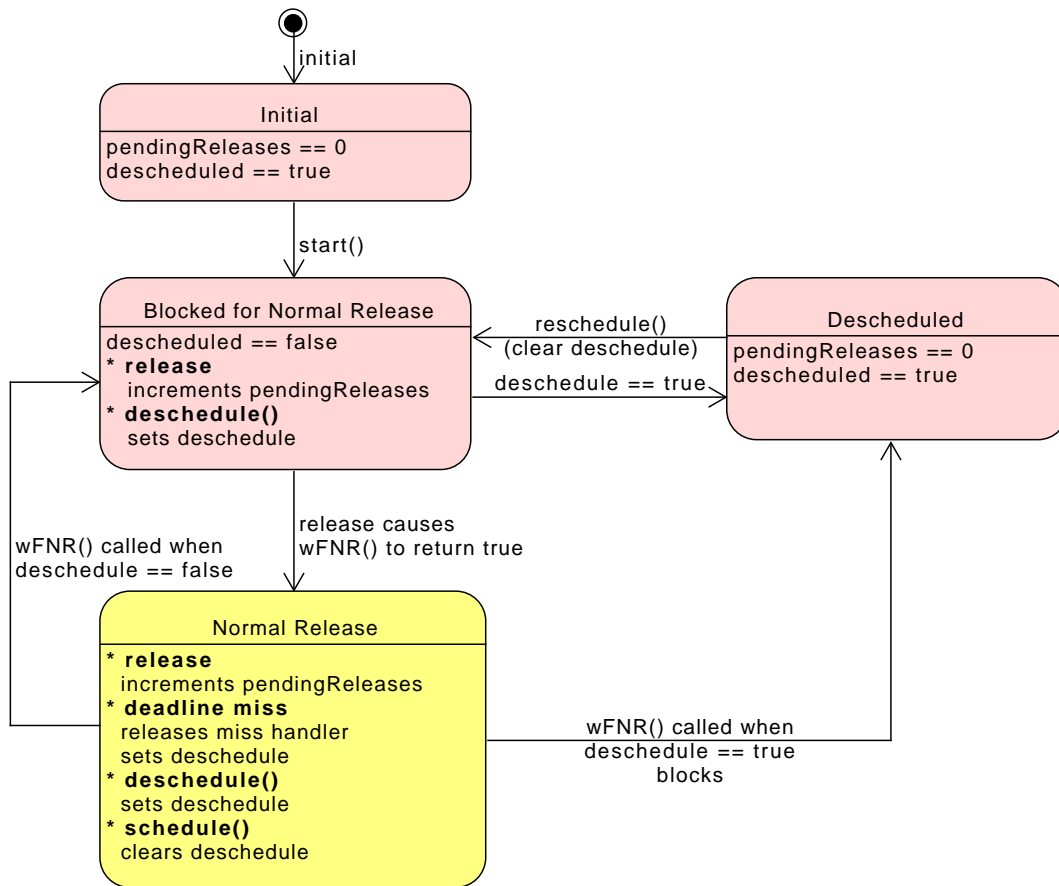 initial
Initial
pendingReleases == 0
descheduled == true
start()
Blocked for Normal Release
descheduled == false
* release
increments pendingReleases
* deschedule()
sets deschedule
reschedule()
(clear deschedule)
deschedule == true
Descheduled
pendingReleases == 0
descheduled == true
wFNR() called when
deschedule == false
release causes
wFNR() to return true
Normal Release
* release
increments pendingReleases
* deadline miss
releases miss handler
sets deschedule
* deschedule()
sets deschedule
* schedule()
clears deschedule
wFNR() called when
deschedule == true
blocks